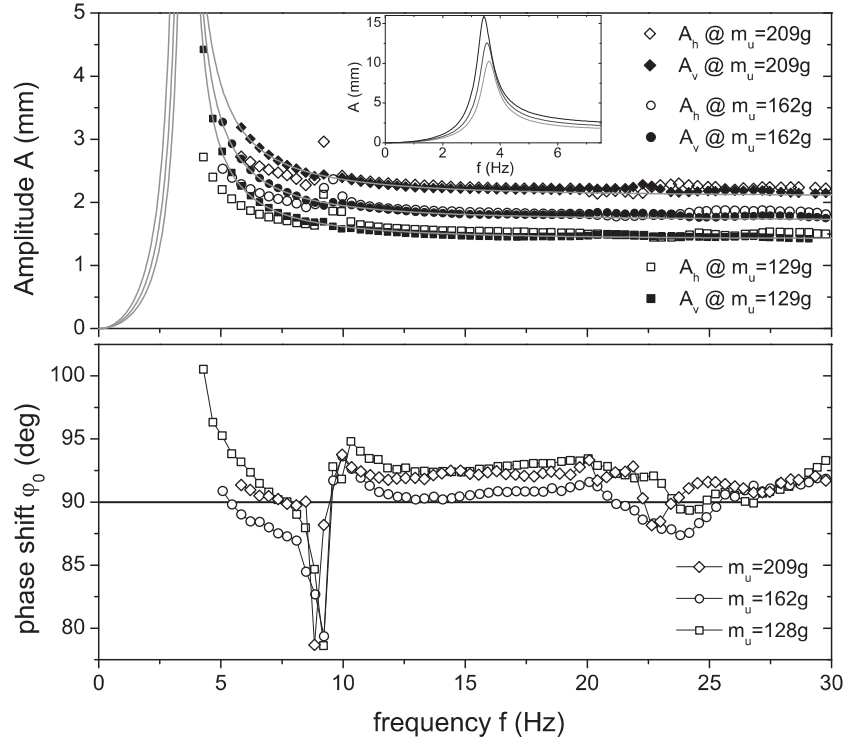 5
4
3
2
1
0
Amplitude A (mm)
15
10
5
0
A (mm)
0 2 4 6
f (Hz)
A_h @ m_u=209g
A_v @ m_u=209g
A_h @ m_u=162g
A_v @ m_u=162g
A_h @ m_u=129g
A_v @ m_u=129g
100
95
90
85
80
phase shift φ_0 (deg)
m_u=209g
m_u=162g
m_u=128g
0 5 10 15 20 25 30
frequency f (Hz)